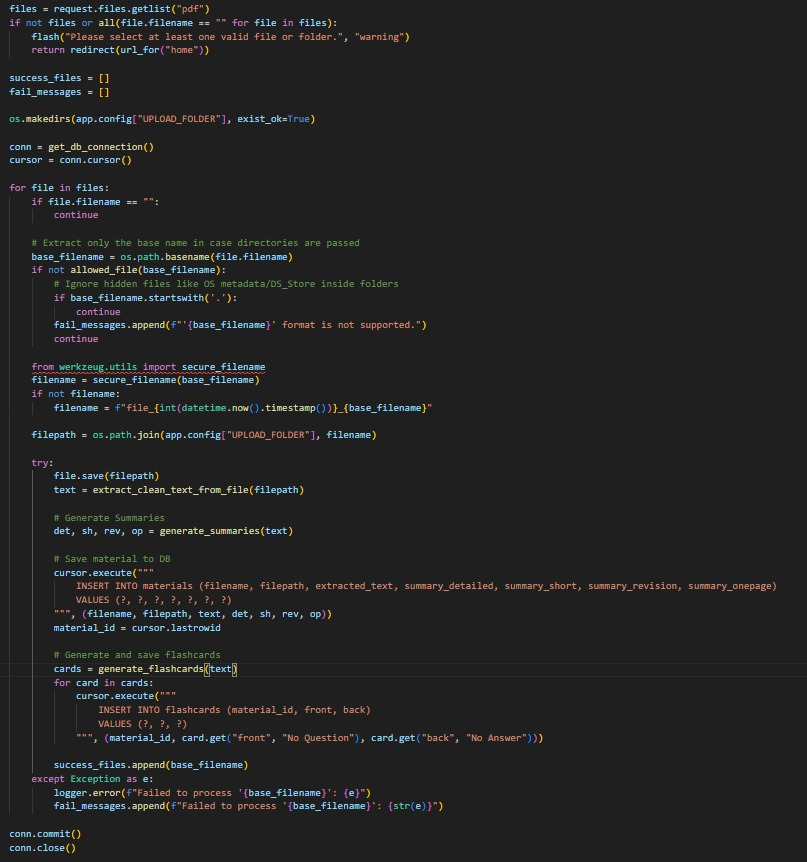 files = request.files.getlist("pdf")
if not files or all(file.filename == "" for file in files):
    flash("Please select at least one valid file or folder.", "warning")
    return redirect(url_for("home"))

success_files = []
fail_messages = []

os.makedirs(app.config["UPLOAD_FOLDER"], exist_ok=True)

conn = get_db_connection()
cursor = conn.cursor()

for file in files:
    if file.filename == "":
        continue

    # Extract only the base name in case directories are passed
    base_filename = os.path.basename(file.filename)
    if not allowed_file(base_filename):
        # Ignore hidden files like OS metadata/DS_Store inside folders
        if base_filename.startswith('.'):
            continue
        fail_messages.append(f"'{base_filename}' format is not supported.")
        continue

    from werkzeug.utils import secure_filename
    filename = secure_filename(base_filename)
    if not filename:
        filename = f"file_{int(datetime.now().timestamp())}_{base_filename}"

    filepath = os.path.join(app.config["UPLOAD_FOLDER"], filename)

    try:
        file.save(filepath)
        text = extract_clean_text_from_file(filepath)

        # Generate Summaries
        det, sh, rev, op = generate_summaries(text)

        # Save material to DB
        cursor.execute("""
            INSERT INTO materials (filename, filepath, extracted_text, summary_detailed, summary_short, summary_revision, summary_onepage)
            VALUES (?, ?, ?, ?, ?, ?, ?)
        """, (filename, filepath, text, det, sh, rev, op))
        material_id = cursor.lastrowid

        # Generate and save flashcards
        cards = generate_flashcards(text)
        for card in cards:
            cursor.execute("""
                INSERT INTO flashcards (material_id, front, back)
                VALUES (?, ?, ?)
            """, (material_id, card.get("front", "No Question"), card.get("back", "No Answer")))

        success_files.append(base_filename)
    except Exception as e:
        logger.error(f"Failed to process '{base_filename}': {e}")
        fail_messages.append(f"Failed to process '{base_filename}': {str(e)}")

conn.commit()
conn.close()